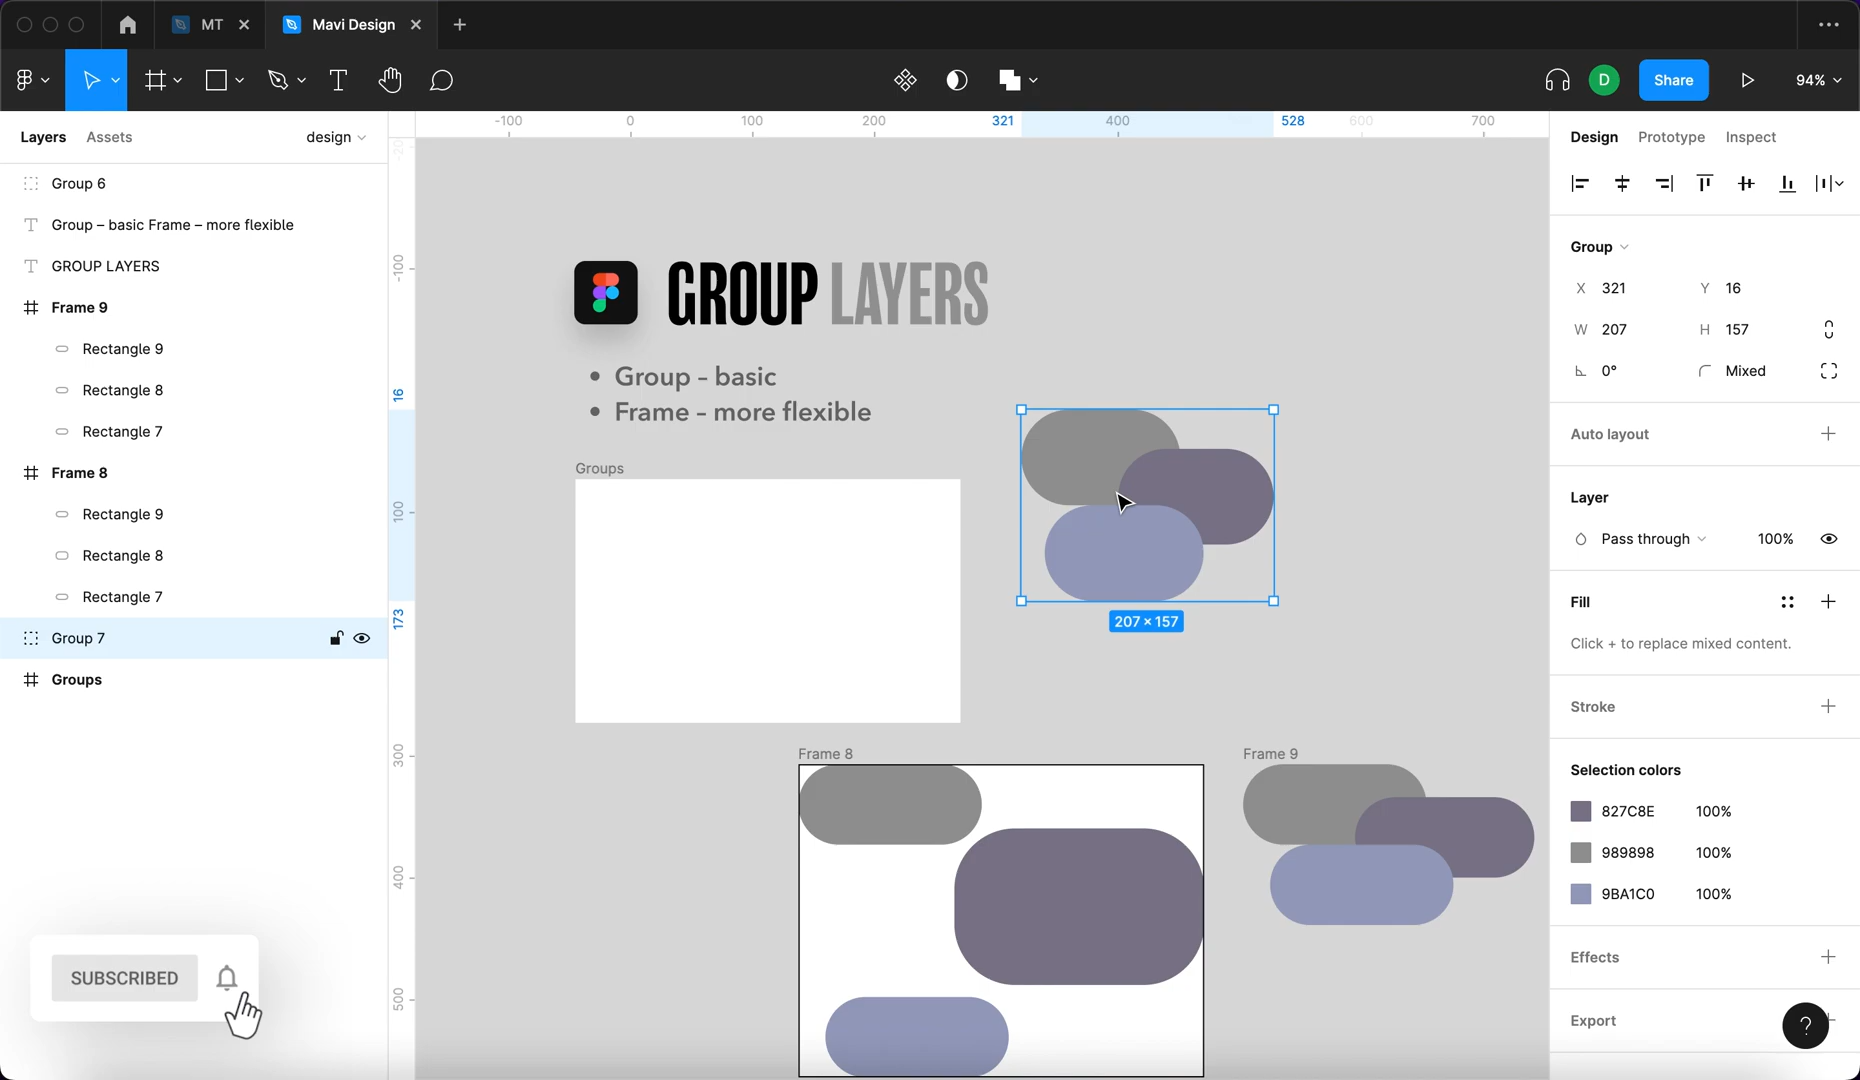 MT
Mavi Design
Share
94%
Layers
Assets
design
-100
0
100
200
321
400
528
600
700
Design
Prototype
Inspect
Group 6
Group – basic Frame – more flexible
GROUP LAYERS
Frame 9
Rectangle 9
Rectangle 8
Rectangle 7
Frame 8
Rectangle 9
Rectangle 8
Rectangle 7
Group 7
Groups
SUBSCRIBED
-20
-100
16
100
173
300
400
500
GROUP LAYERS
• Group – basic
• Frame – more flexible
Groups
207 × 157
Frame 8
Frame 9
Group
X 321
Y 16
W 207
H 157
0°
Mixed
Auto layout
Layer
Pass through
100%
Fill
Click + to replace mixed content.
Stroke
Selection colors
827C8E 100%
989898 100%
9BA1C0 100%
Effects
Export
D
?